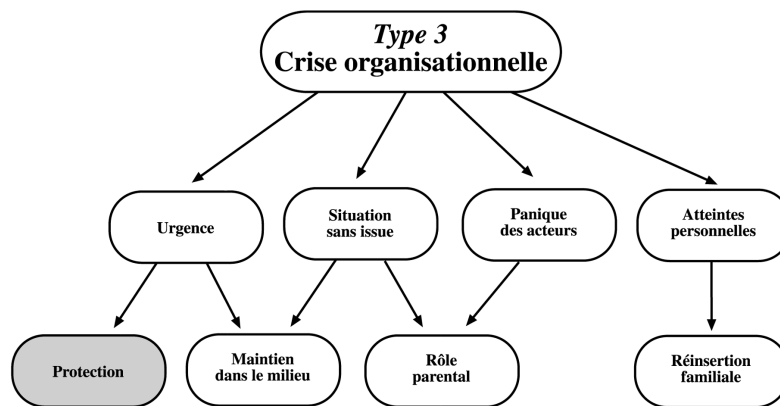 Type 3
Crise organisationnelle
Urgence
Situation
sans issue
Panique
des acteurs
Atteintes
personnelles
Protection
Maintien
dans le milieu
Rôle
parental
Réinsertion
familiale